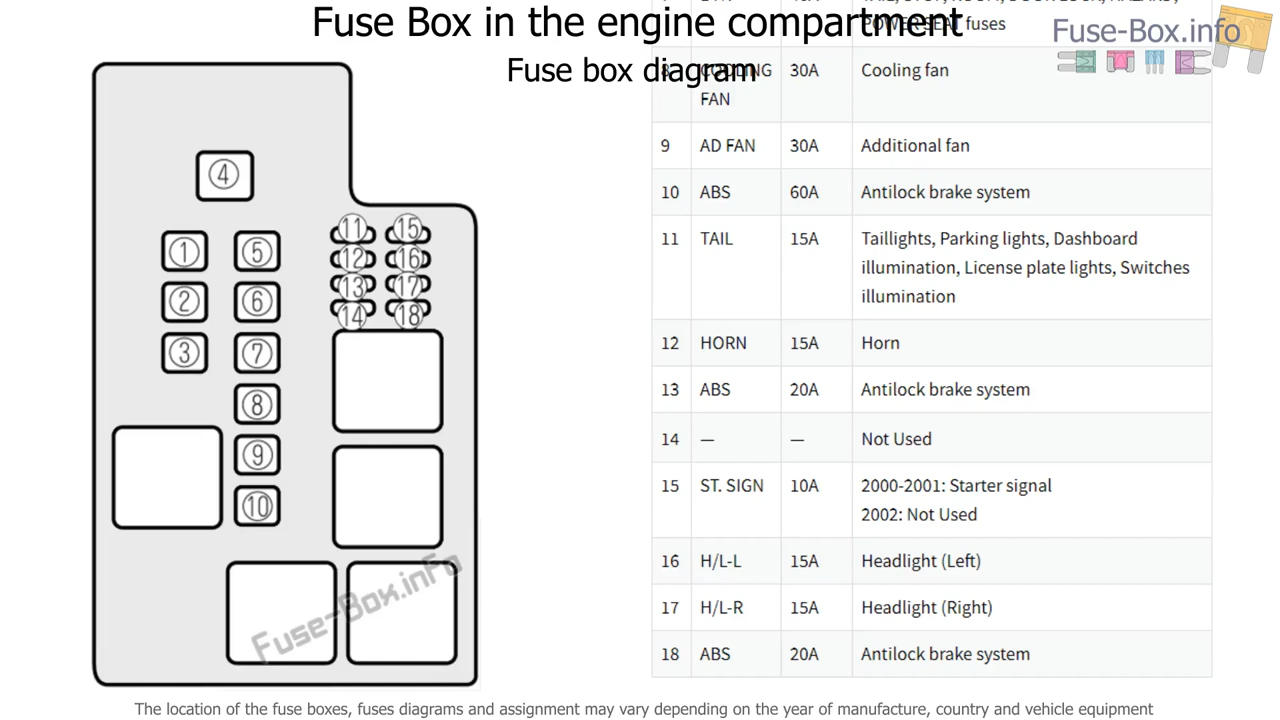 Fuse Box in the engine compartment
Fuse box diagram
Fuse-Box.info
POWER SEAT fuses
8 COOLING FAN 30A Cooling fan
9 AD FAN 30A Additional fan
10 ABS 60A Antilock brake system
11 TAIL 15A Taillights, Parking lights, Dashboard
illumination, License plate lights, Switches
illumination
12 HORN 15A Horn
13 ABS 20A Antilock brake system
14 — — Not Used
15 ST. SIGN 10A 2000-2001: Starter signal
2002: Not Used
16 H/L-L 15A Headlight (Left)
17 H/L-R 15A Headlight (Right)
18 ABS 20A Antilock brake system
4
1 5
2 6
3 7
8
9
10
11 15
12 16
13 17
14 18
Fuse-Box.info
The location of the fuse boxes, fuses diagrams and assignment may vary depending on the year of manufacture, country and vehicle equipment